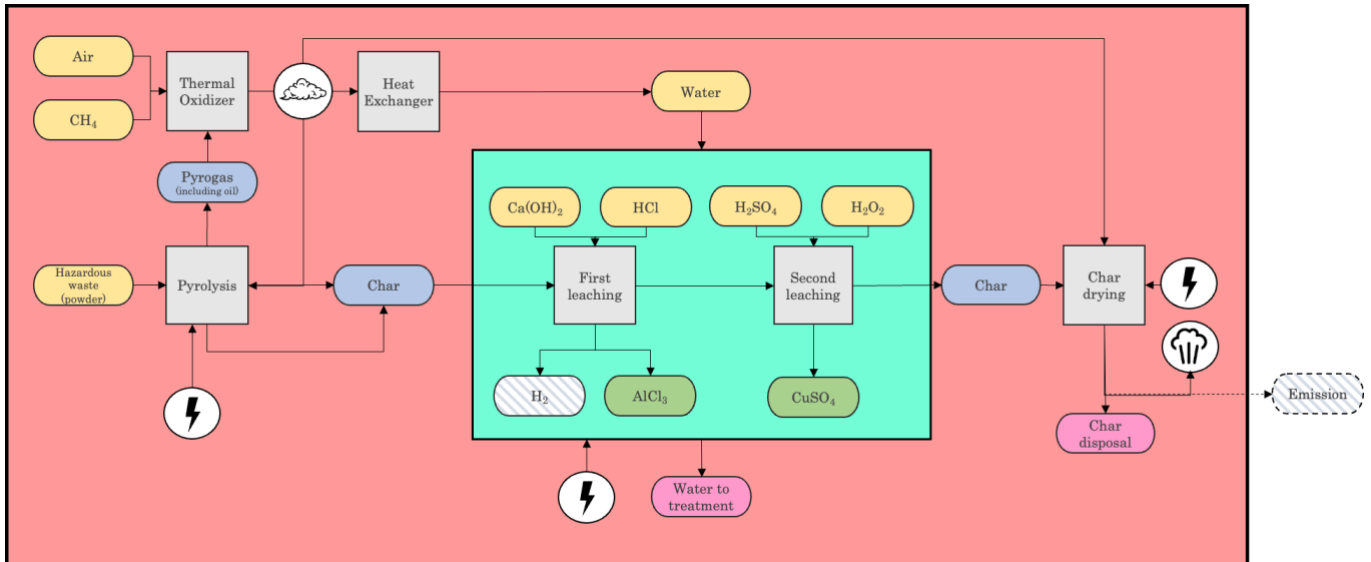 Air
CH₄
Thermal
Oxidizer
Heat
Exchanger
Water
Pyrogas
(including oil)
Ca(OH)₂
HCl
H₂SO₄
H₂O₂
Hazardous
waste
(powder)
Pyrolysis
Char
First
leaching
Second
leaching
Char
Char
drying
H₂
AlCl₃
CuSO₄
Emission
Char
disposal
Water to
treatment